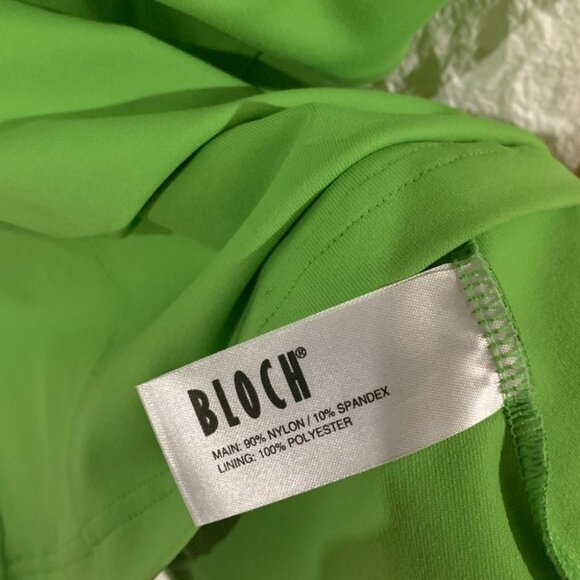 BLOCH®
MAIN: 90% NYLON / 10% SPANDEX
LINING: 100% POLYESTER